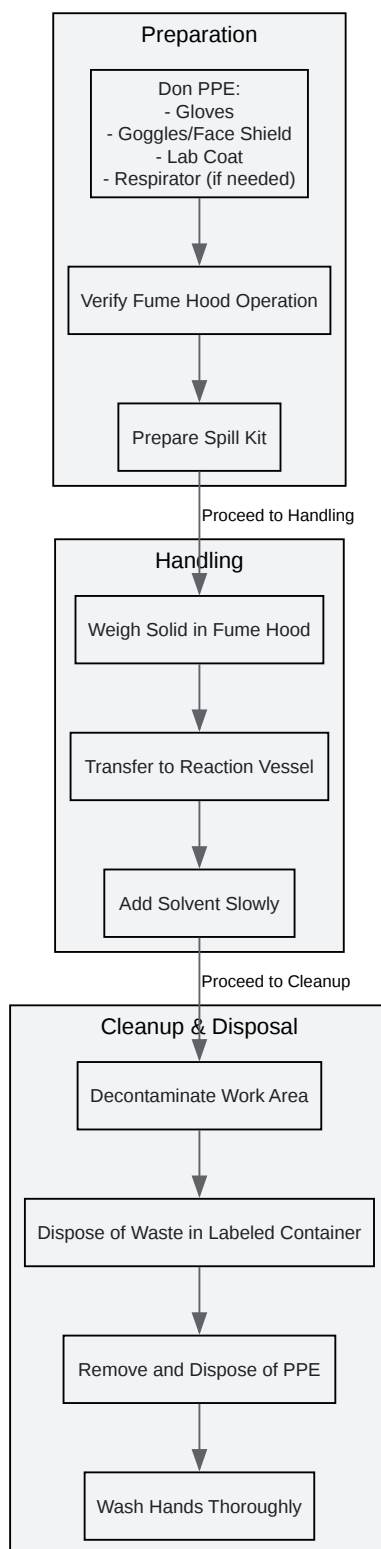 Preparation
Don PPE:
- Gloves
- Goggles/Face Shield
- Lab Coat
- Respirator (if needed)
Verify Fume Hood Operation
Prepare Spill Kit
Proceed to Handling
Handling
Weigh Solid in Fume Hood
Transfer to Reaction Vessel
Add Solvent Slowly
Proceed to Cleanup
Cleanup & Disposal
Decontaminate Work Area
Dispose of Waste in Labeled Container
Remove and Dispose of PPE
Wash Hands Thoroughly